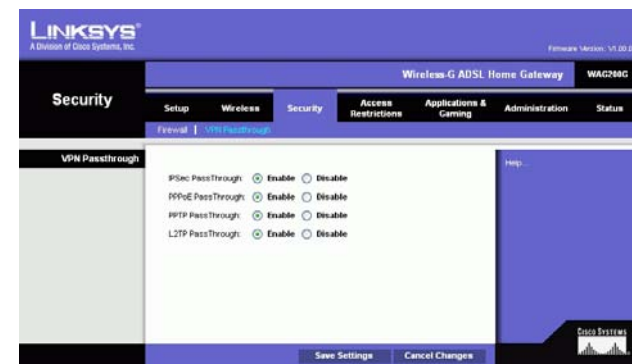 LINKSYS®
A Division of Cisco Systems, Inc.
Firmware Version: V1.00.0
Wireless-G ADSL Home Gateway WAG200G
Security
Setup Wireless Security Access Restrictions Applications & Gaming Administration Status
Firewall | VPN Passthrough
VPN Passthrough
IPSec PassThrough: Enable Disable
PPPoE PassThrough: Enable Disable
PPTP PassThrough: Enable Disable
L2TP PassThrough: Enable Disable
Help...
Save Settings Cancel Changes
CISCO SYSTEMS